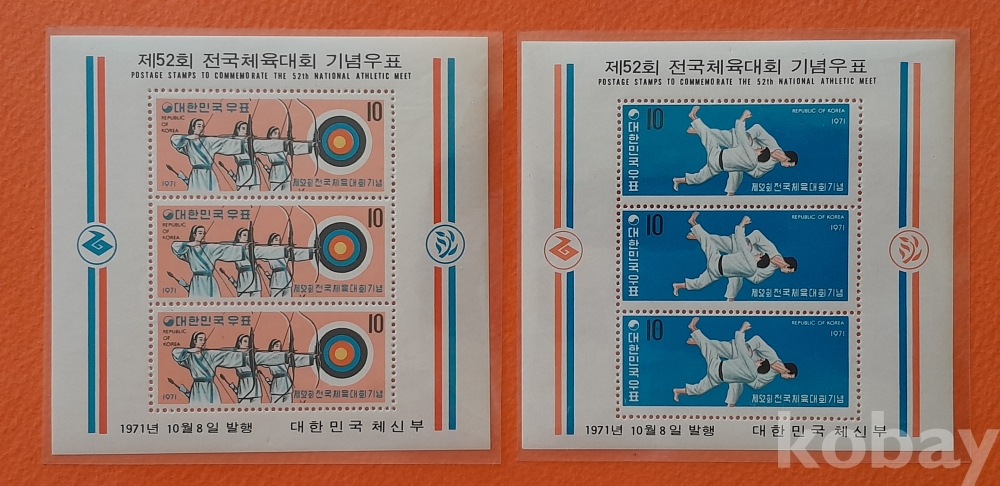 제52회 전국체육대회 기념우표
POSTAGE STAMPS TO COMMEMORATE THE 52th NATIONAL ATHLETIC MEET
대한민국우표 10
REPUBLIC OF KOREA
1971 제52회전국체육대회기념
대한민국우표 10
REPUBLIC OF KOREA
1971 제52회전국체육대회기념
대한민국우표 10
REPUBLIC OF KOREA
1971 제52회전국체육대회기념
1971년 10월 8일 발행 대한민국 체신부
제52회 전국체육대회 기념우표
POSTAGE STAMPS TO COMMEMORATE THE 52th NATIONAL ATHLETIC MEET
대한민국우표 10 REPUBLIC OF KOREA
1971
제52회전국체육대회기념
대한민국우표 10 REPUBLIC OF KOREA
1971
제52회전국체육대회기념
대한민국우표 10 REPUBLIC OF KOREA
1971
제52회전국체육대회기념
1971년 10월 8일 발행 대한민국 체신부
kobay